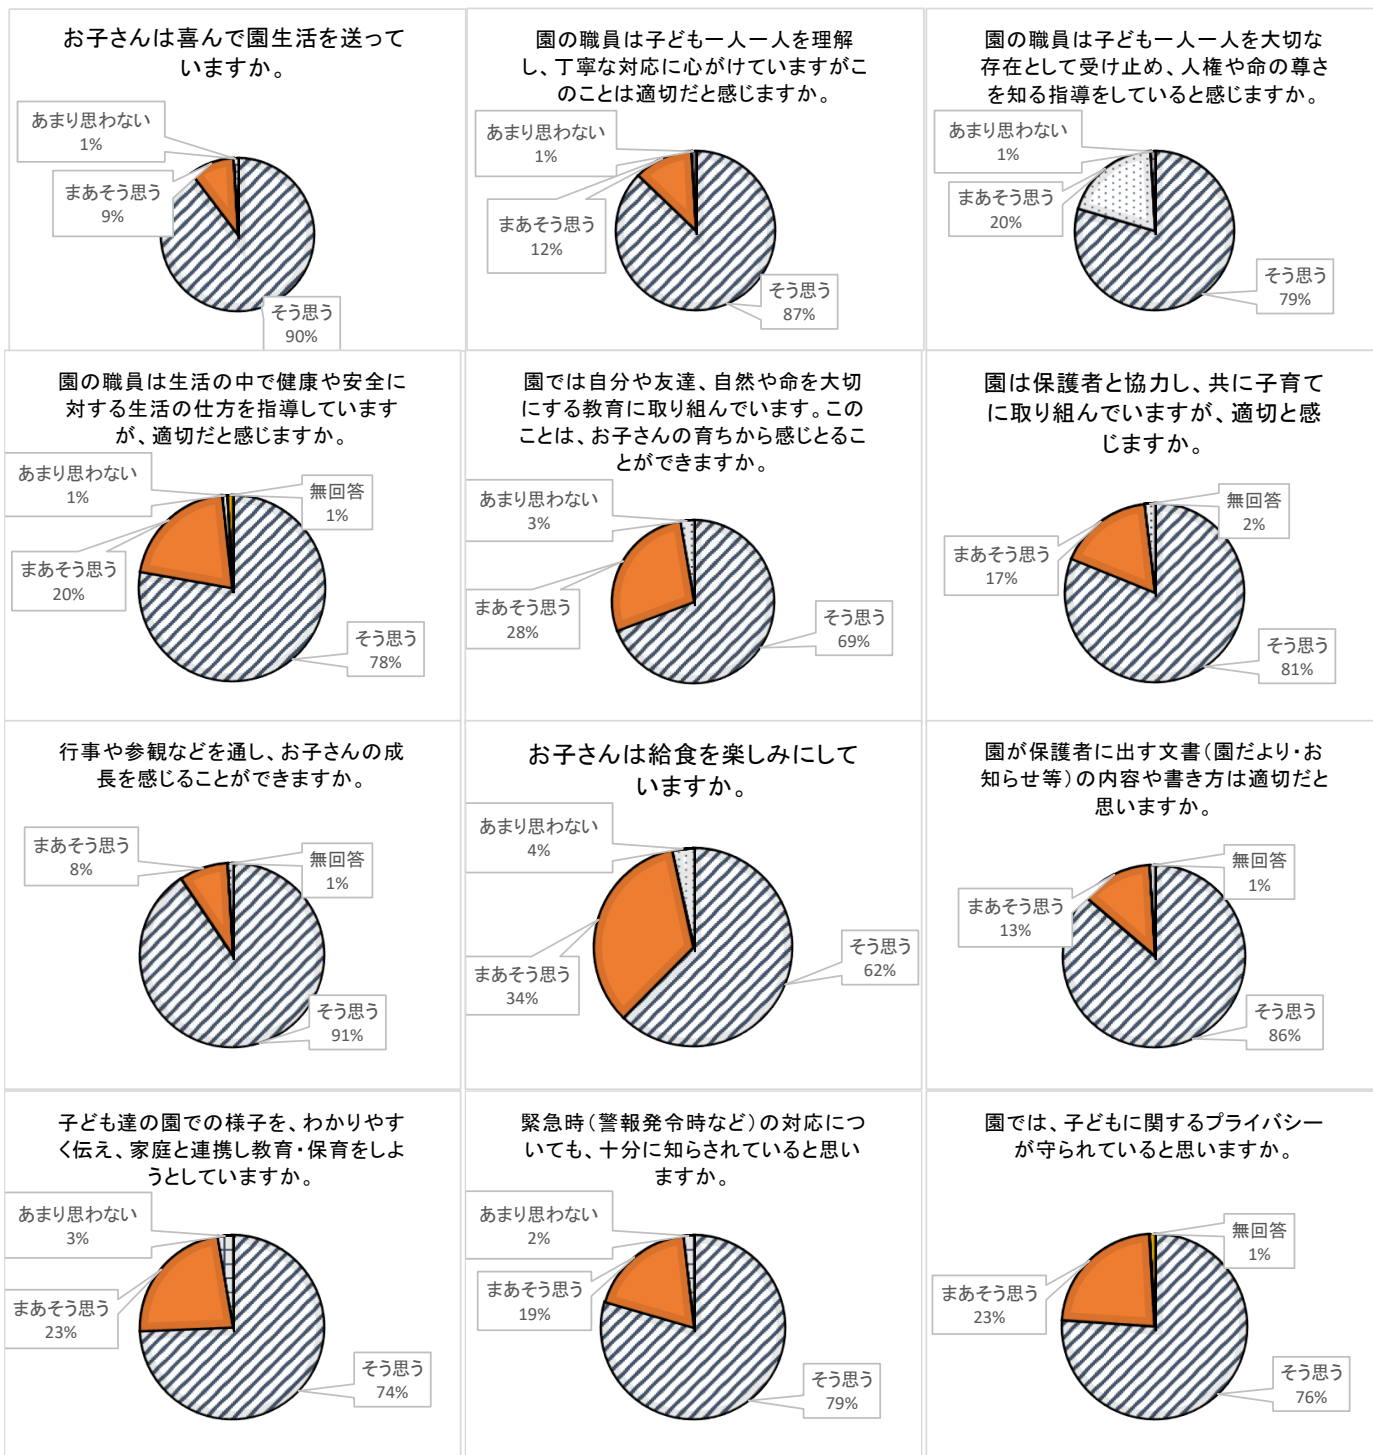 お子さんは喜んで園生活を送って
いますか。
あまり思わない
1%
まあそう思う
9%
そう思う
90%
園の職員は子ども一人一人を理解
し、丁寧な対応に心がけていますがこ
のことは適切だと感じますか。
あまり思わない
1%
まあそう思う
12%
そう思う
87%
園の職員は子ども一人一人を大切な
存在として受け止め、人権や命の尊さ
を知る指導をしていると感じますか。
あまり思わない
1%
まあそう思う
20%
そう思う
79%
園の職員は生活の中で健康や安全に
対する生活の仕方を指導しています
が、適切だと感じますか。
あまり思わない
1%
無回答
1%
まあそう思う
20%
そう思う
78%
園では自分や友達、自然や命を大切
にする教育に取り組んでいます。この
ことは、お子さんの育ちから感じとるこ
とができますか。
あまり思わない
3%
まあそう思う
28%
そう思う
69%
園は保護者と協力し、共に子育て
に取り組んでいますが、適切と感
じますか。
無回答
2%
まあそう思う
17%
そう思う
81%
行事や参観などを通し、お子さんの成
長を感じることができますか。
まあそう思う
8%
無回答
1%
そう思う
91%
お子さんは給食を楽しみにして
いますか。
あまり思わない
4%
まあそう思う
34%
そう思う
62%
園が保護者に出す文書(園だより・お
知らせ等)の内容や書き方は適切だと
思いますか。
無回答
1%
まあそう思う
13%
そう思う
86%
子ども達の園での様子を、わかりやす
く伝え、家庭と連携し教育・保育をしよ
うとしていますか。
あまり思わない
3%
まあそう思う
23%
そう思う
74%
緊急時(警報発令時など)の対応につ
いても、十分に知らされていると思い
ますか。
あまり思わない
2%
まあそう思う
19%
そう思う
79%
園では、子どもに関するプライバシー
が守られていると思いますか。
無回答
1%
まあそう思う
23%
そう思う
76%